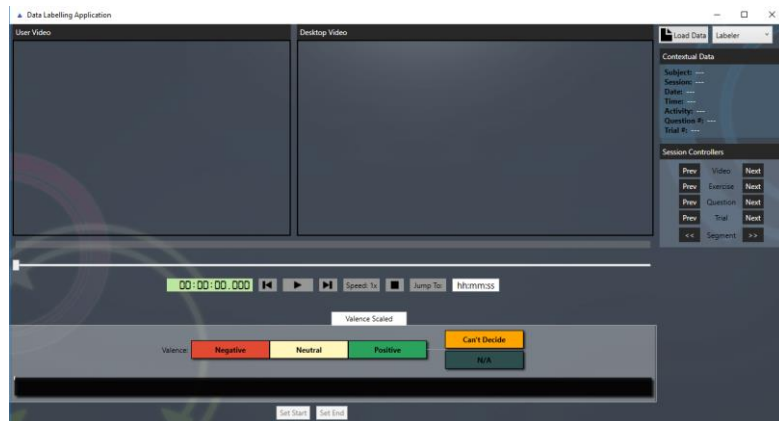 Data Labelling Application
User Video
Desktop Video
Load Data
Labeler
Contextual Data
Subject: ---
Session: ---
Date: ---
Time: ---
Activity: ---
Question #: ---
Trial #: ---
Session Controllers
Prev Video Next
Prev Exercise Next
Prev Question Next
Prev Trial Next
<< Segment >>
00:00:00.000 Speed: 1x Jump To: hh:mm:ss
Valence Scaled
Valence: Negative Neutral Positive
Can't Decide
N/A
Set Start Set End